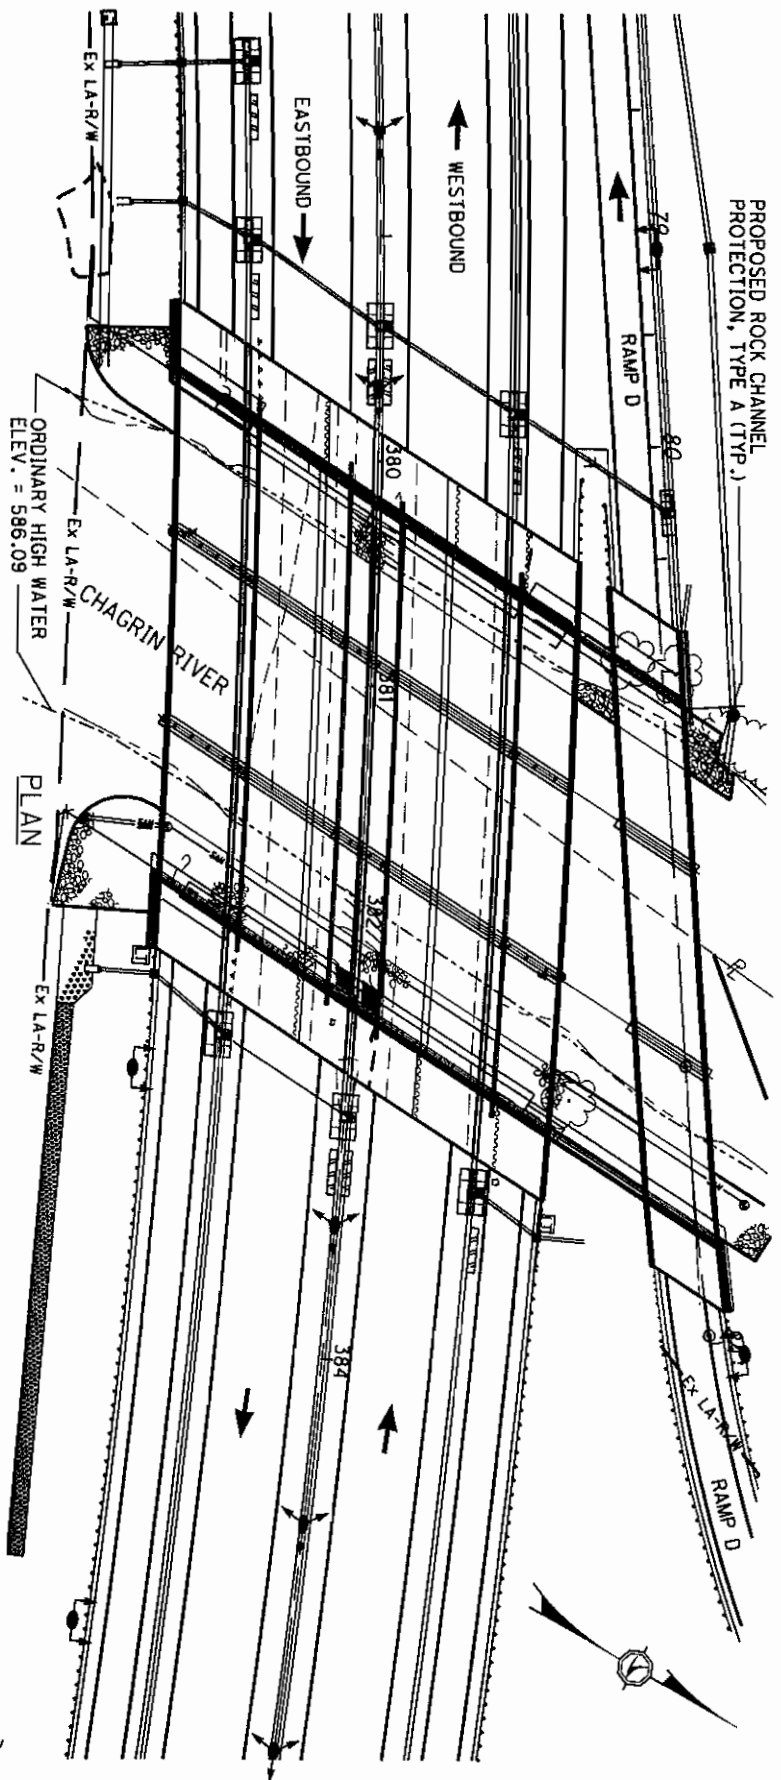 PROPOSED ROCK CHANNEL
PROTECTION, TYPE A (TYP.)
79
RAMP D
80
WESTBOUND
EASTBOUND
Ex LA-R/W
380
381
382
384
CHAGRIN RIVER
Ex LA-R/W
ORDINARY HIGH WATER
ELEV. = 586.09
PLAN
Ex LA-R/W
Ex LA-R/W
RAMP D